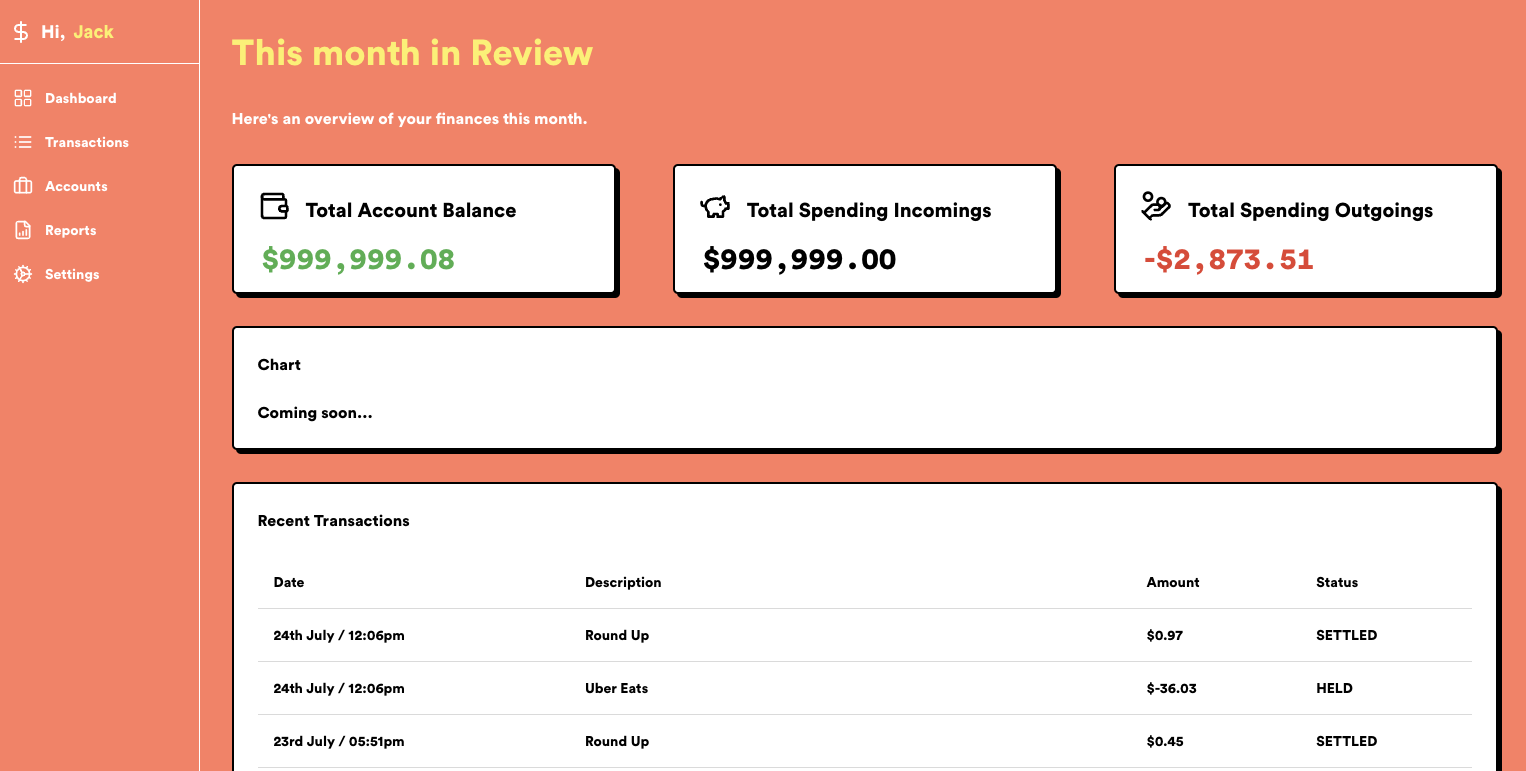 Hi, Jack
Dashboard
Transactions
Accounts
Reports
Settings
This month in Review
Here's an overview of your finances this month.
Total Account Balance
$999,999.08
Total Spending Incomings
$999,999.00
Total Spending Outgoings
-$2,873.51
Chart
Coming soon...
Recent Transactions
Date Description Amount Status
24th July / 12:06pm Round Up $0.97 SETTLED
24th July / 12:06pm Uber Eats $-36.03 HELD
23rd July / 05:51pm Round Up $0.45 SETTLED